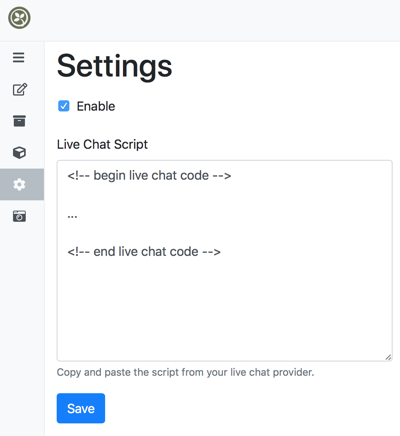 Settings
Enable
Live Chat Script
<!-- begin live chat code -->
...
<!-- end live chat code -->
Copy and paste the script from your live chat provider.
Save